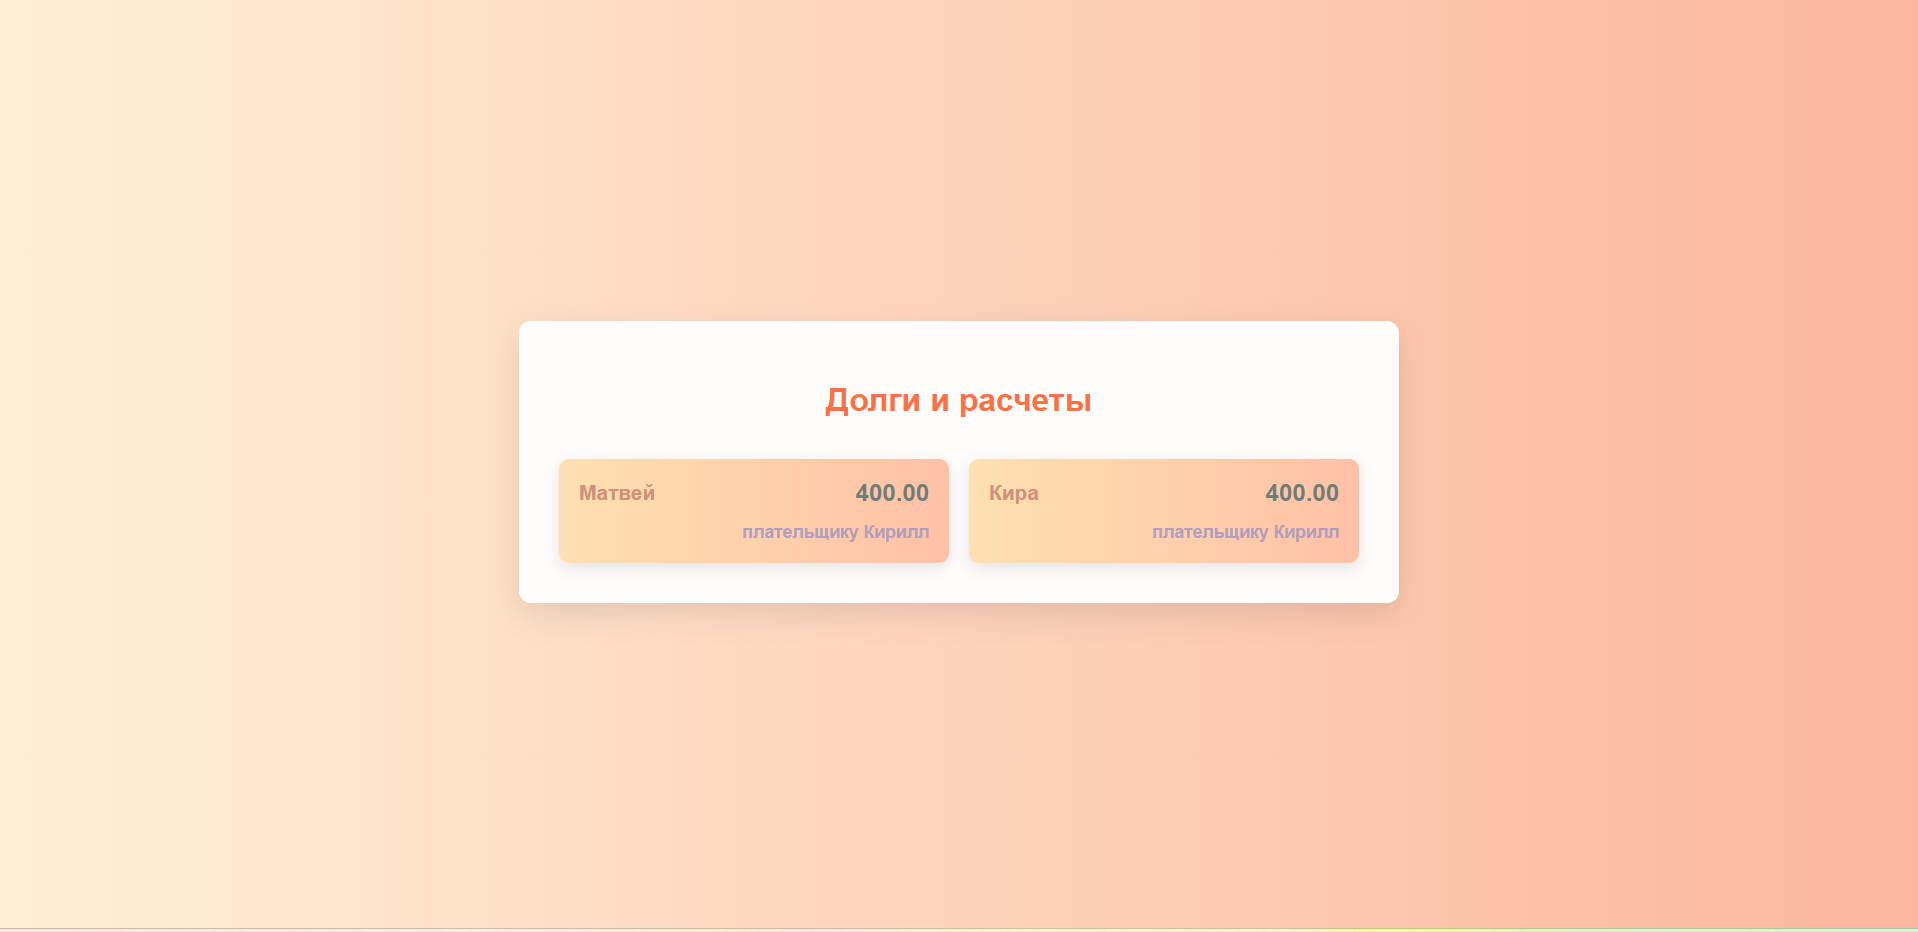 Долги и расчеты
Матвей 400.00
плательщику Кирилл
Кира 400.00
плательщику Кирилл